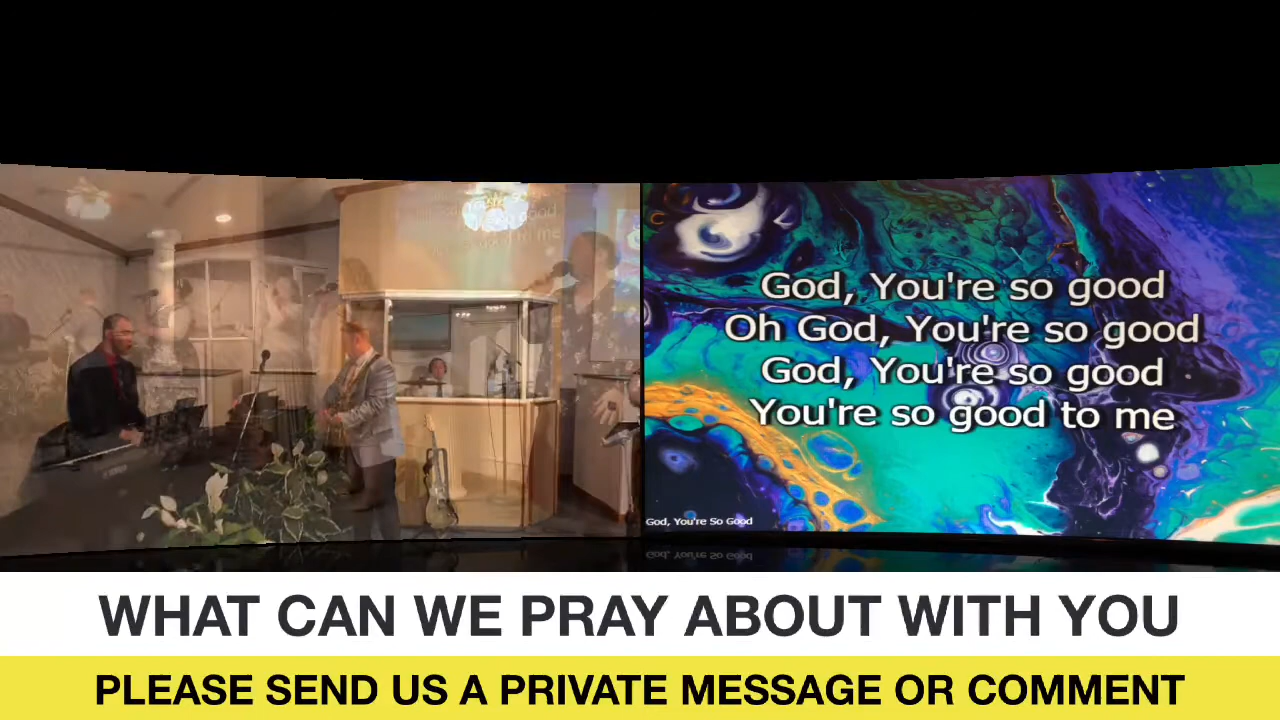 God, You're so good
Oh God, You're so good
God, You're so good
You're so good to me
God, You're So Good
WHAT CAN WE PRAY ABOUT WITH YOU
PLEASE SEND US A PRIVATE MESSAGE OR COMMENT